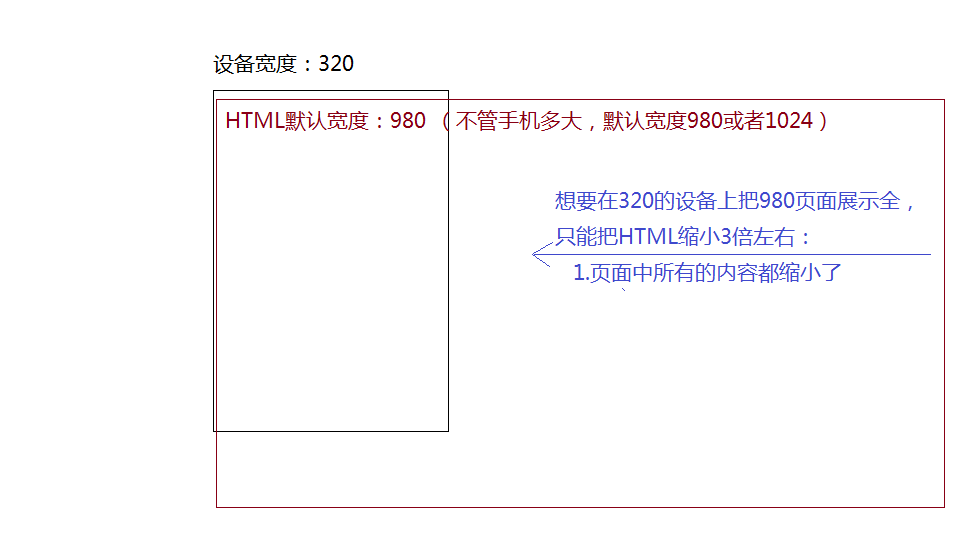 设备宽度：320
HTML默认宽度：980 （不管手机多大，默认宽度980或者1024）
想要在320的设备上把980页面展示全，
只能把HTML缩小3倍左右：
1.页面中所有的内容都缩小了